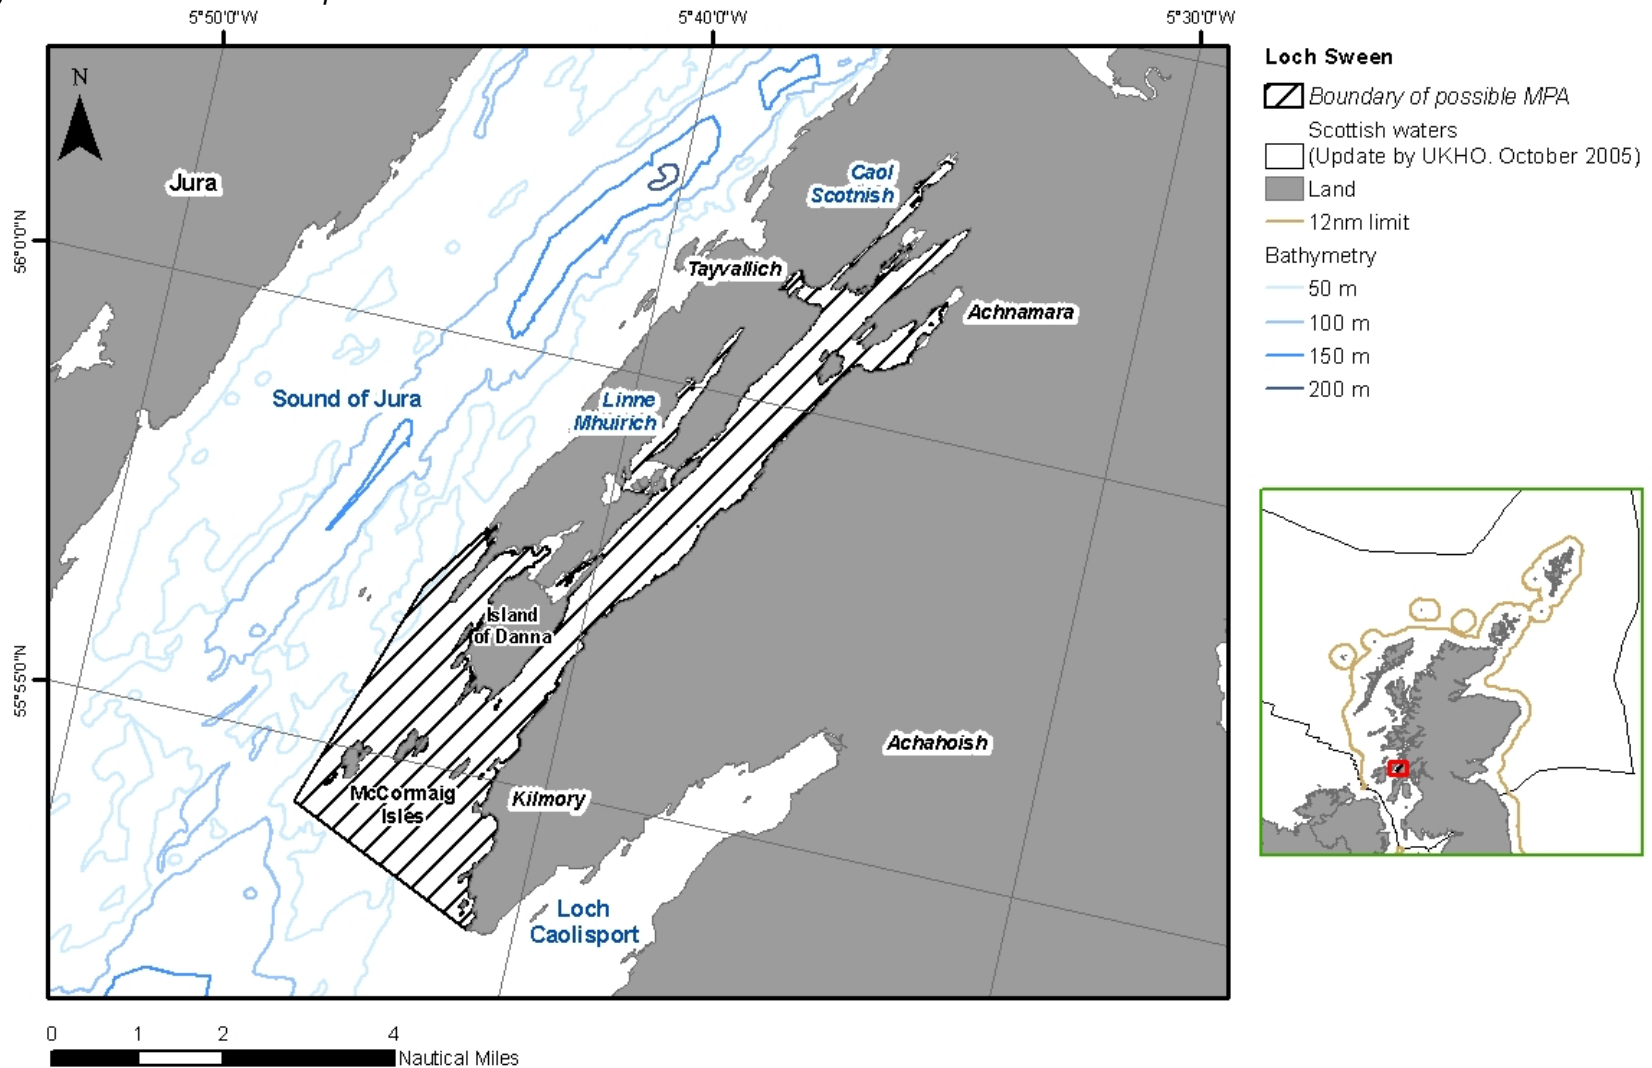 5°50'0"W
5°40'0"W
5°30'0"W
N
Jura
56°0'0"N
Caol
Scotnish
Tayvallich
Achnamara
Sound of Jura
Linne
Mhuirich
Island
of Danna
55°55'0"N
McCormaig
Isles
Kilmory
Achahoish
Loch
Caolisport
0 1 2 4
Nautical Miles
Loch Sween
Boundary of possible MPA
Scottish waters
(Update by UKHO. October 2005)
Land
12nm limit
Bathymetry
50 m
100 m
150 m
200 m